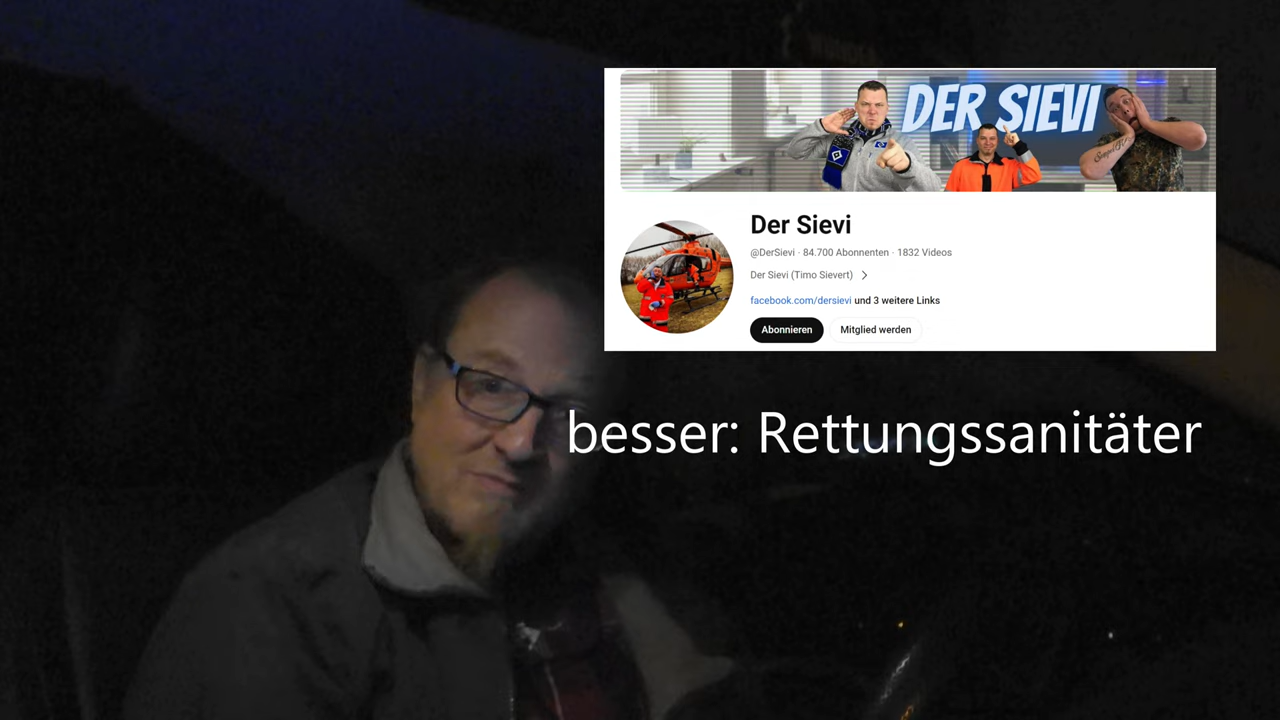 DER SIEVI
Der Sievi
@DerSievi · 84.700 Abonnenten · 1832 Videos
Der Sievi (Timo Sievert)
facebook.com/dersievi und 3 weitere Links
Abonnieren
Mitglied werden
besser: Rettungssanitäter